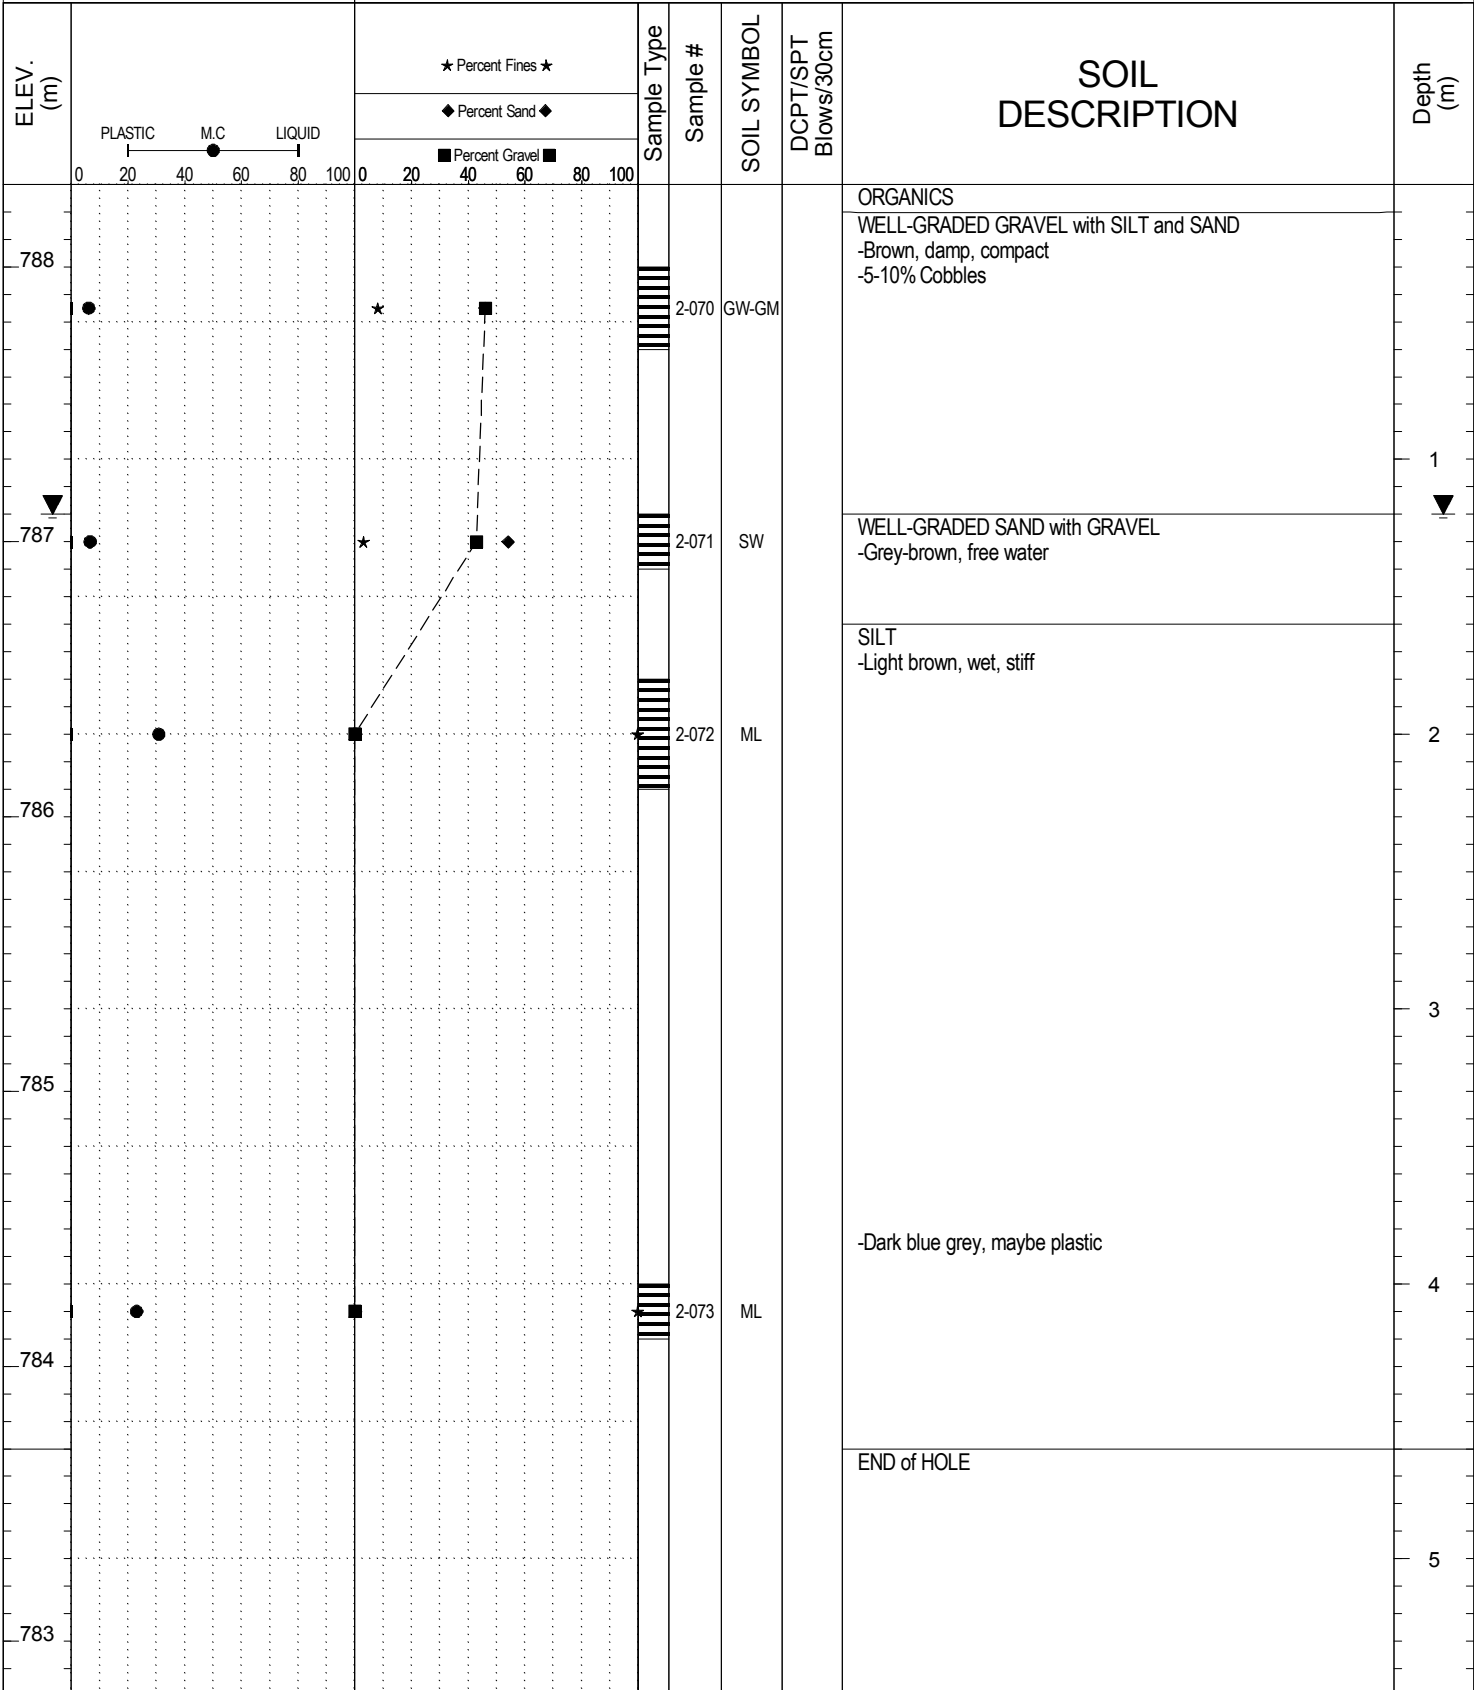 ELEV. (m)
PLASTIC M.C LIQUID
0 20 40 60 80 100
★ Percent Fines ★
◆ Percent Sand ◆
■ Percent Gravel ■
0 20 40 60 80 100
Sample Type
Sample #
SOIL SYMBOL
DCPT/SPT
Blows/30cm
SOIL
DESCRIPTION
Depth
(m)
ORGANICS
WELL-GRADED GRAVEL with SILT and SAND
-Brown, damp, compact
788
-5-10% Cobbles
2-070 GW-GM
1
WELL-GRADED SAND with GRAVEL
787
2-071 SW
-Grey-brown, free water
SILT
-Light brown, wet, stiff
2-072 ML
2
786
3
785
-Dark blue grey, maybe plastic
4
2-073 ML
784
END of HOLE
5
783